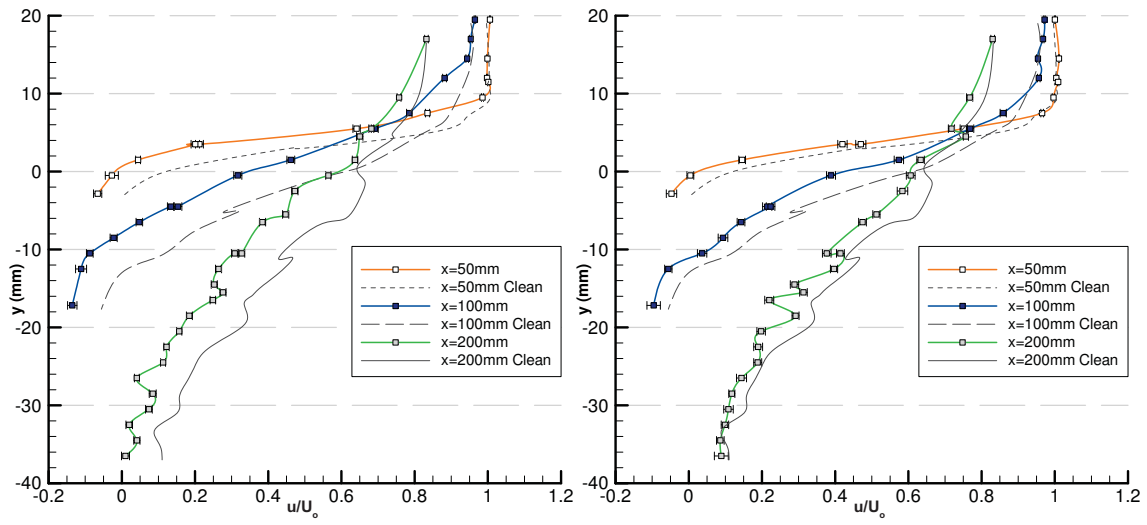 20
10
0
-10
-20
-30
-40
y (mm)
-0.2 0 0.2 0.4 0.6 0.8 1 1.2
u/Uₒ
x=50mm
x=50mm Clean
x=100mm
x=100mm Clean
x=200mm
x=200mm Clean
20
10
0
-10
-20
-30
-40
y (mm)
-0.2 0 0.2 0.4 0.6 0.8 1 1.2
u/Uₒ
x=50mm
x=50mm Clean
x=100mm
x=100mm Clean
x=200mm
x=200mm Clean